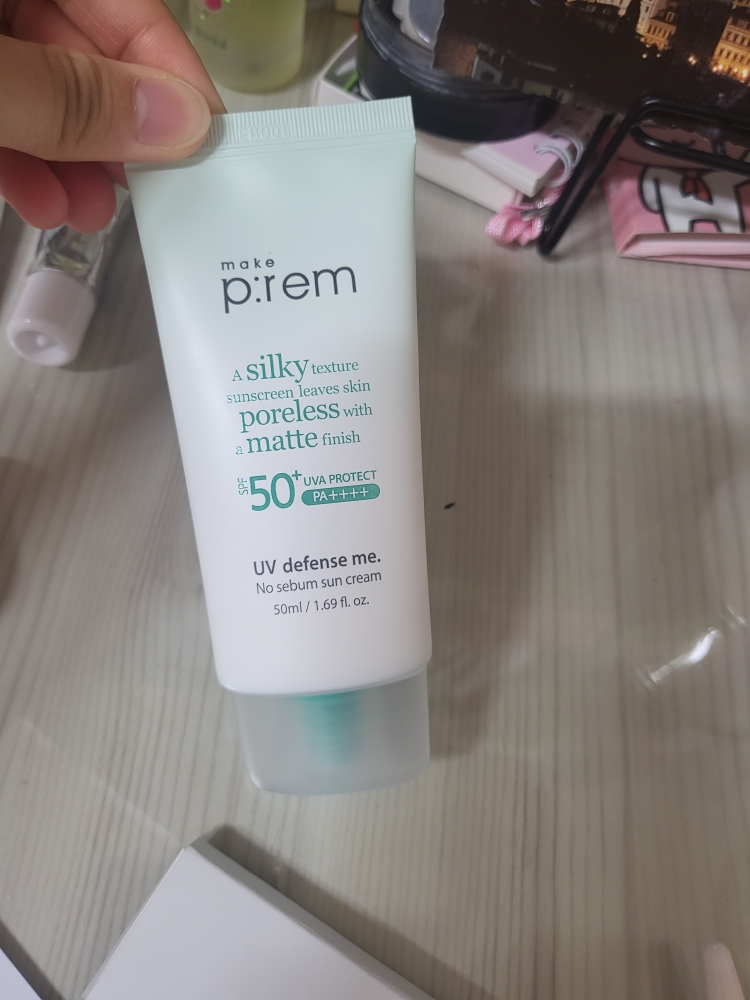 make
p:rem
A silky texture
sunscreen leaves skin
poreless with
a matte finish
SPF 50+ UVA PROTECT
PA++++
UV defense me.
No sebum sun cream
50ml / 1.69 fl. oz.